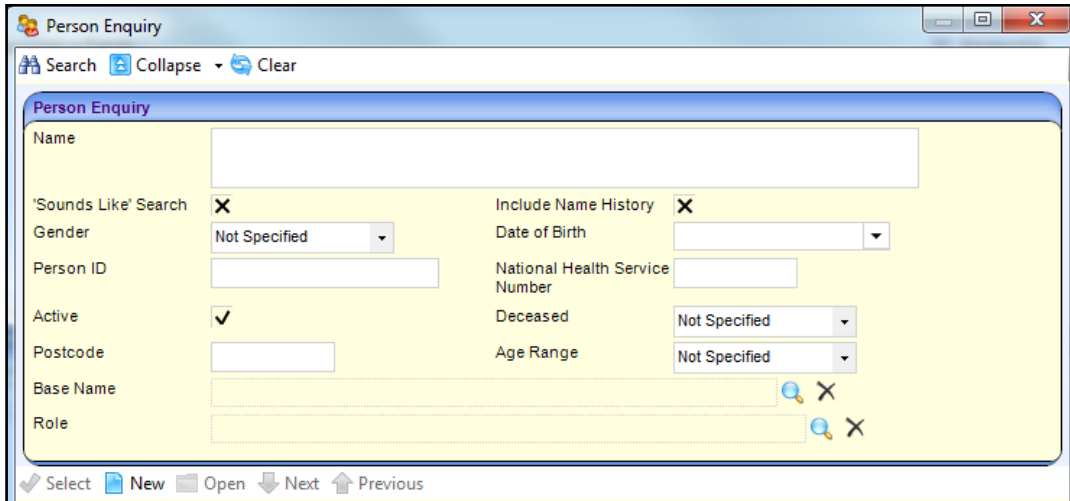 Person Enquiry
Search Collapse Clear
Person Enquiry
Name
'Sounds Like' Search Include Name History
Gender Not Specified Date of Birth
Person ID National Health Service
Number
Active Deceased Not Specified
Postcode Age Range Not Specified
Base Name
Role
Select New Open Next Previous